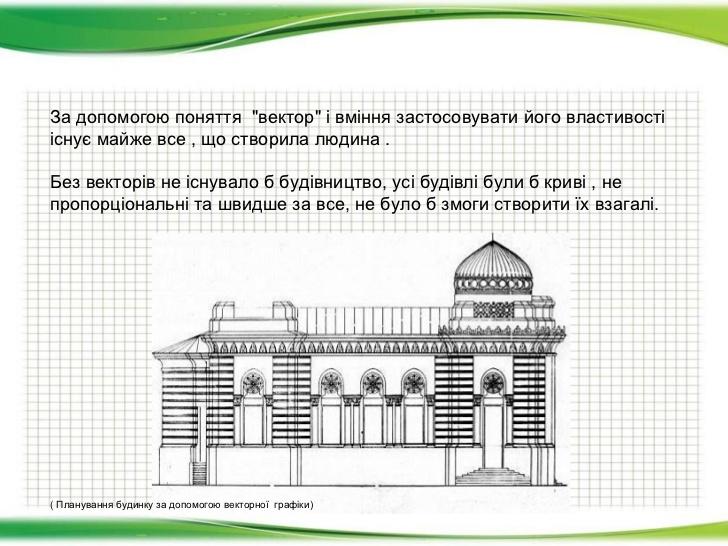 За допомогою поняття "вектор" і вміння застосовувати його властивості
існує майже все , що створила людина .
Без векторів не існувало б будівництво, усі будівлі були б криві , не
пропорціональні та швидше за все, не було б змоги створити їх взагалі.
( Планування будинку за допомогою векторної графіки)